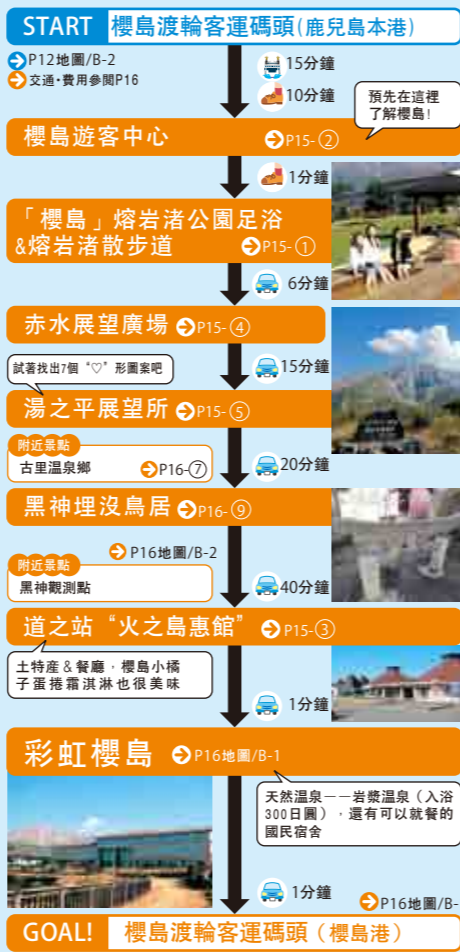 START 櫻島渡輪客運碼頭(鹿兒島本港)
P12地圖/B-2
交通・費用參閱P16
15分鐘
10分鐘
預先在這裡
了解櫻島!
櫻島遊客中心 P15-②
1分鐘
「櫻島」熔岩渚公園足浴
&熔岩渚散步道 P15-①
6分鐘
赤水展望廣場 P15-④
試著找出7個“♡”形圖案吧
15分鐘
湯之平展望所 P15-⑤
附近景點
古里溫泉鄉 P16-⑦
20分鐘
黑神埋沒鳥居 P16-⑨
P16地圖/B-2
附近景點
黑神觀測點
40分鐘
道之站“火之島惠館” P15-③
土特産&餐廳,櫻島小橘
子蛋捲霜淇淋也很美味
1分鐘
彩虹櫻島 P16地圖/B-1
天然溫泉——岩漿溫泉(入浴
300日圓),還有可以就餐的
國民宿舍
1分鐘
P16地圖/B-
GOAL! 櫻島渡輪客運碼頭(櫻島港)